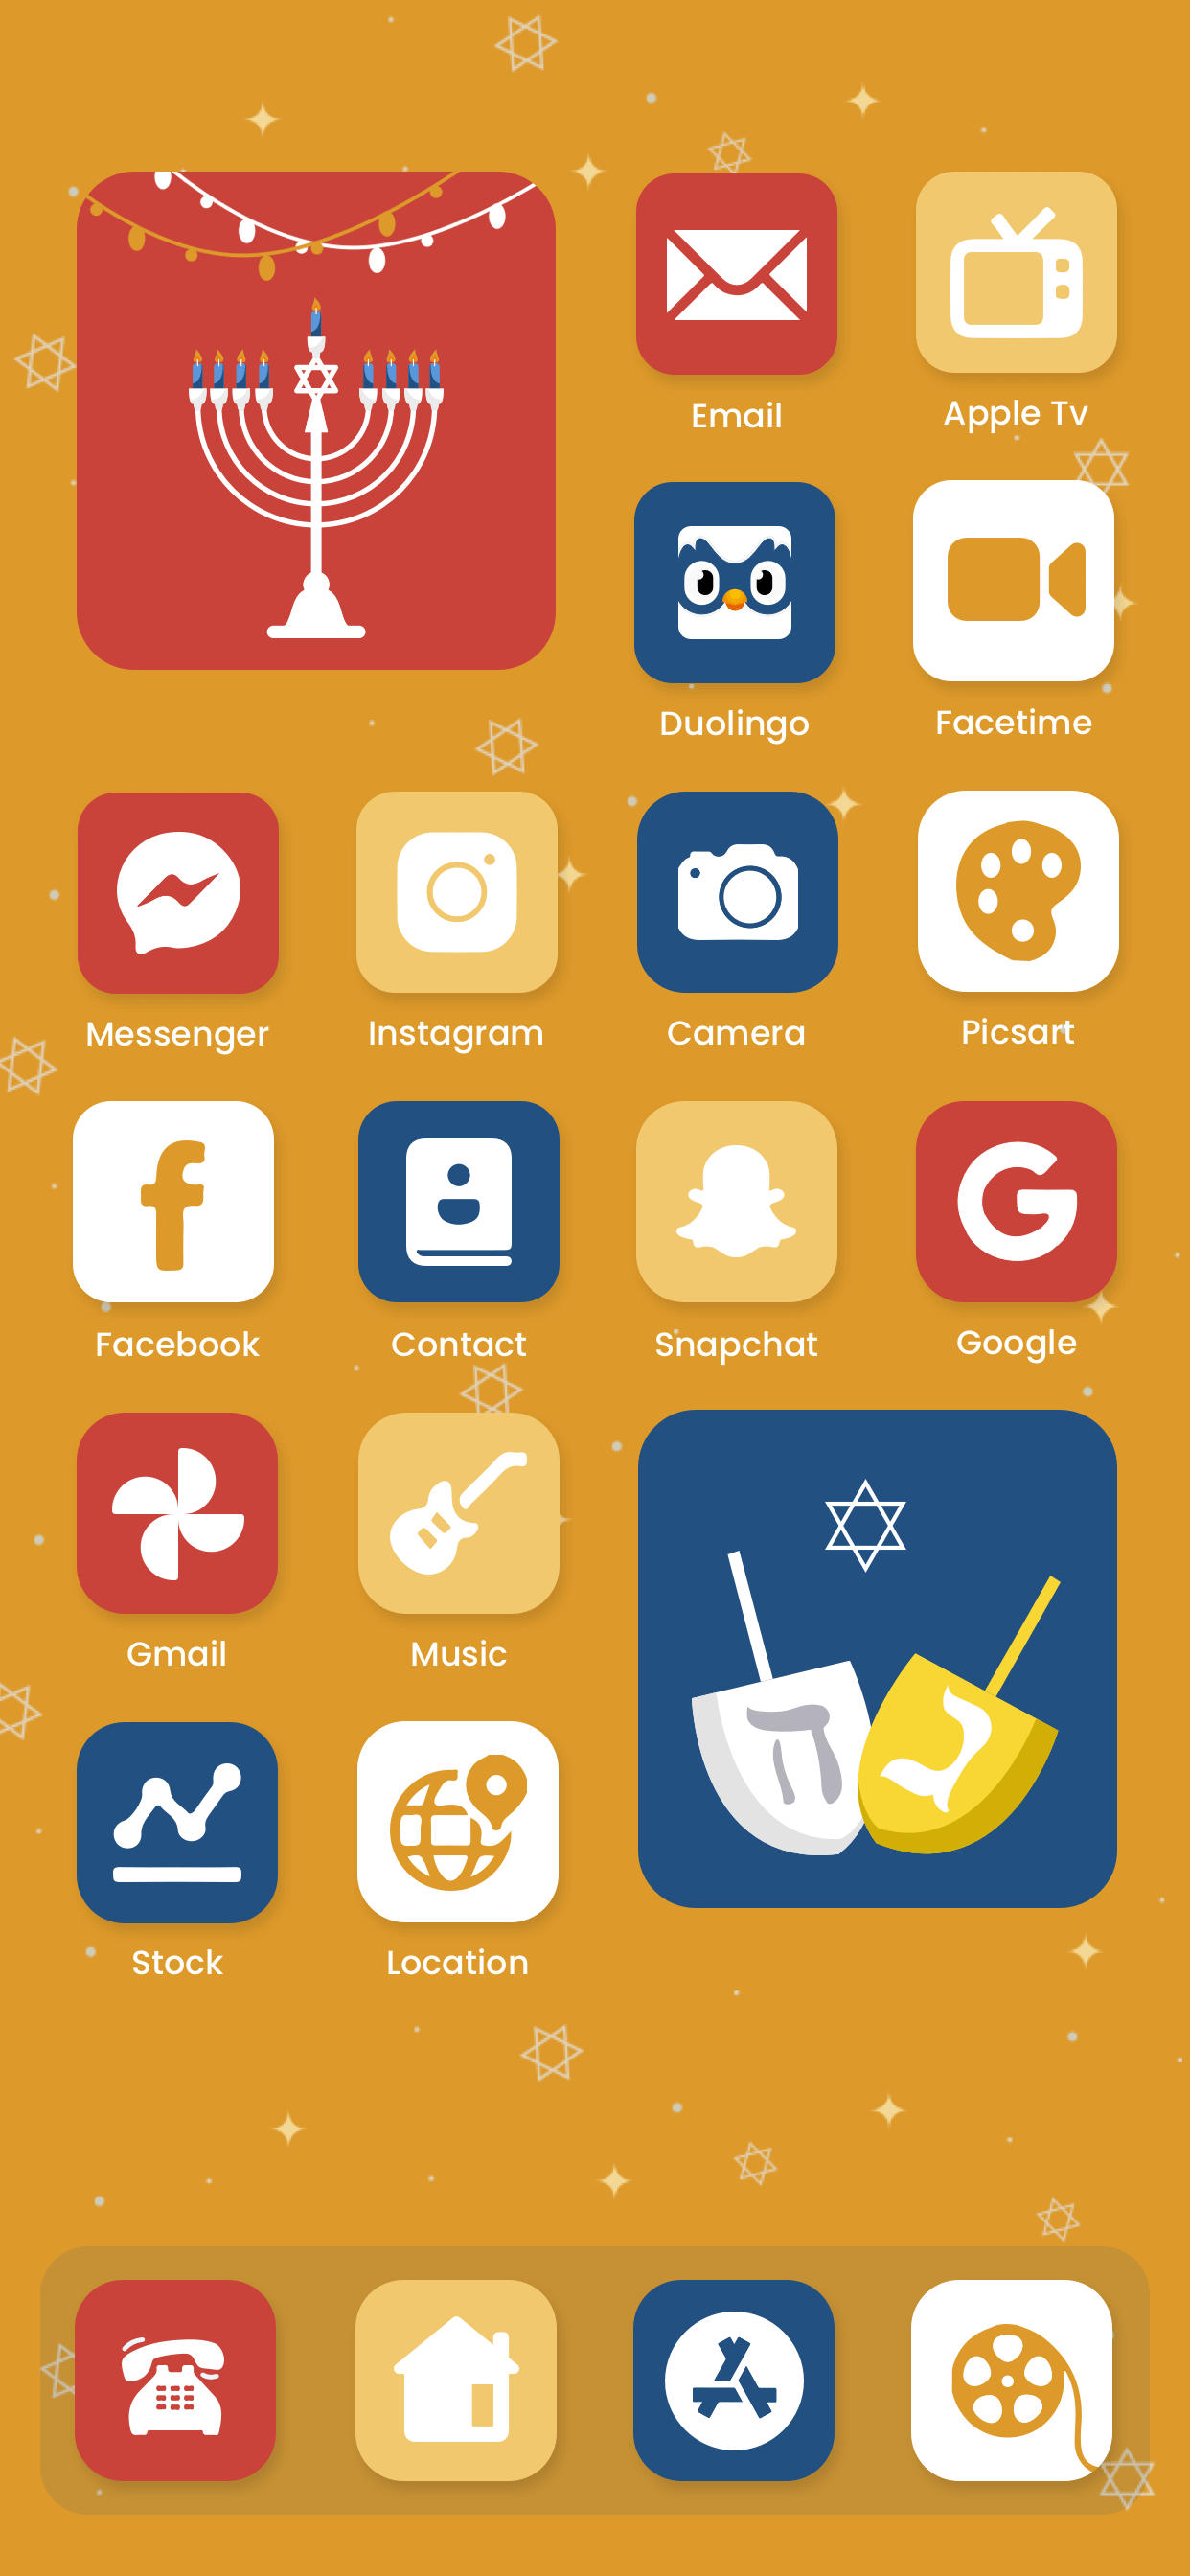 Email
Apple Tv
Duolingo
Facetime
Messenger
Instagram
Camera
Picsart
Facebook
Contact
Snapchat
Google
Gmail
Music
ה
נ
Stock
Location